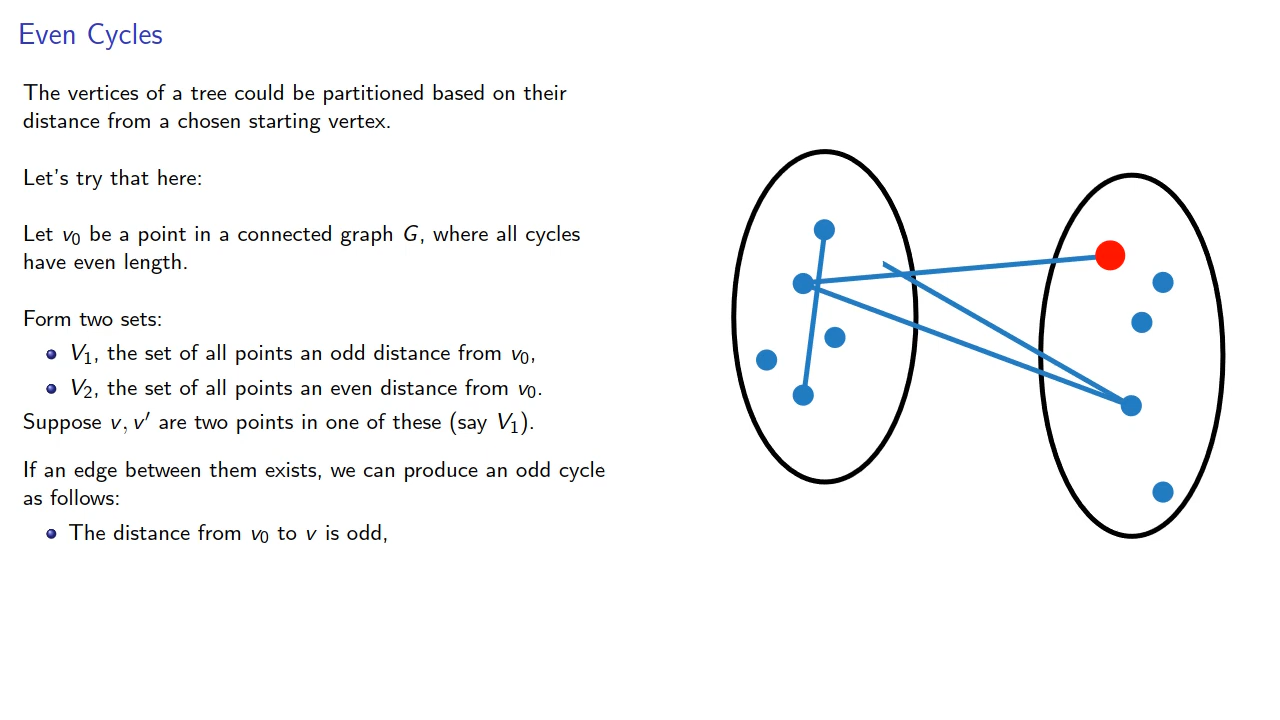 Even Cycles
The vertices of a tree could be partitioned based on their
distance from a chosen starting vertex.
Let's try that here:
Let v₀ be a point in a connected graph G, where all cycles
have even length.
Form two sets:
• V₁, the set of all points an odd distance from v₀,
• V₂, the set of all points an even distance from v₀.
Suppose v, v′ are two points in one of these (say V₁).
If an edge between them exists, we can produce an odd cycle
as follows:
• The distance from v₀ to v is odd,